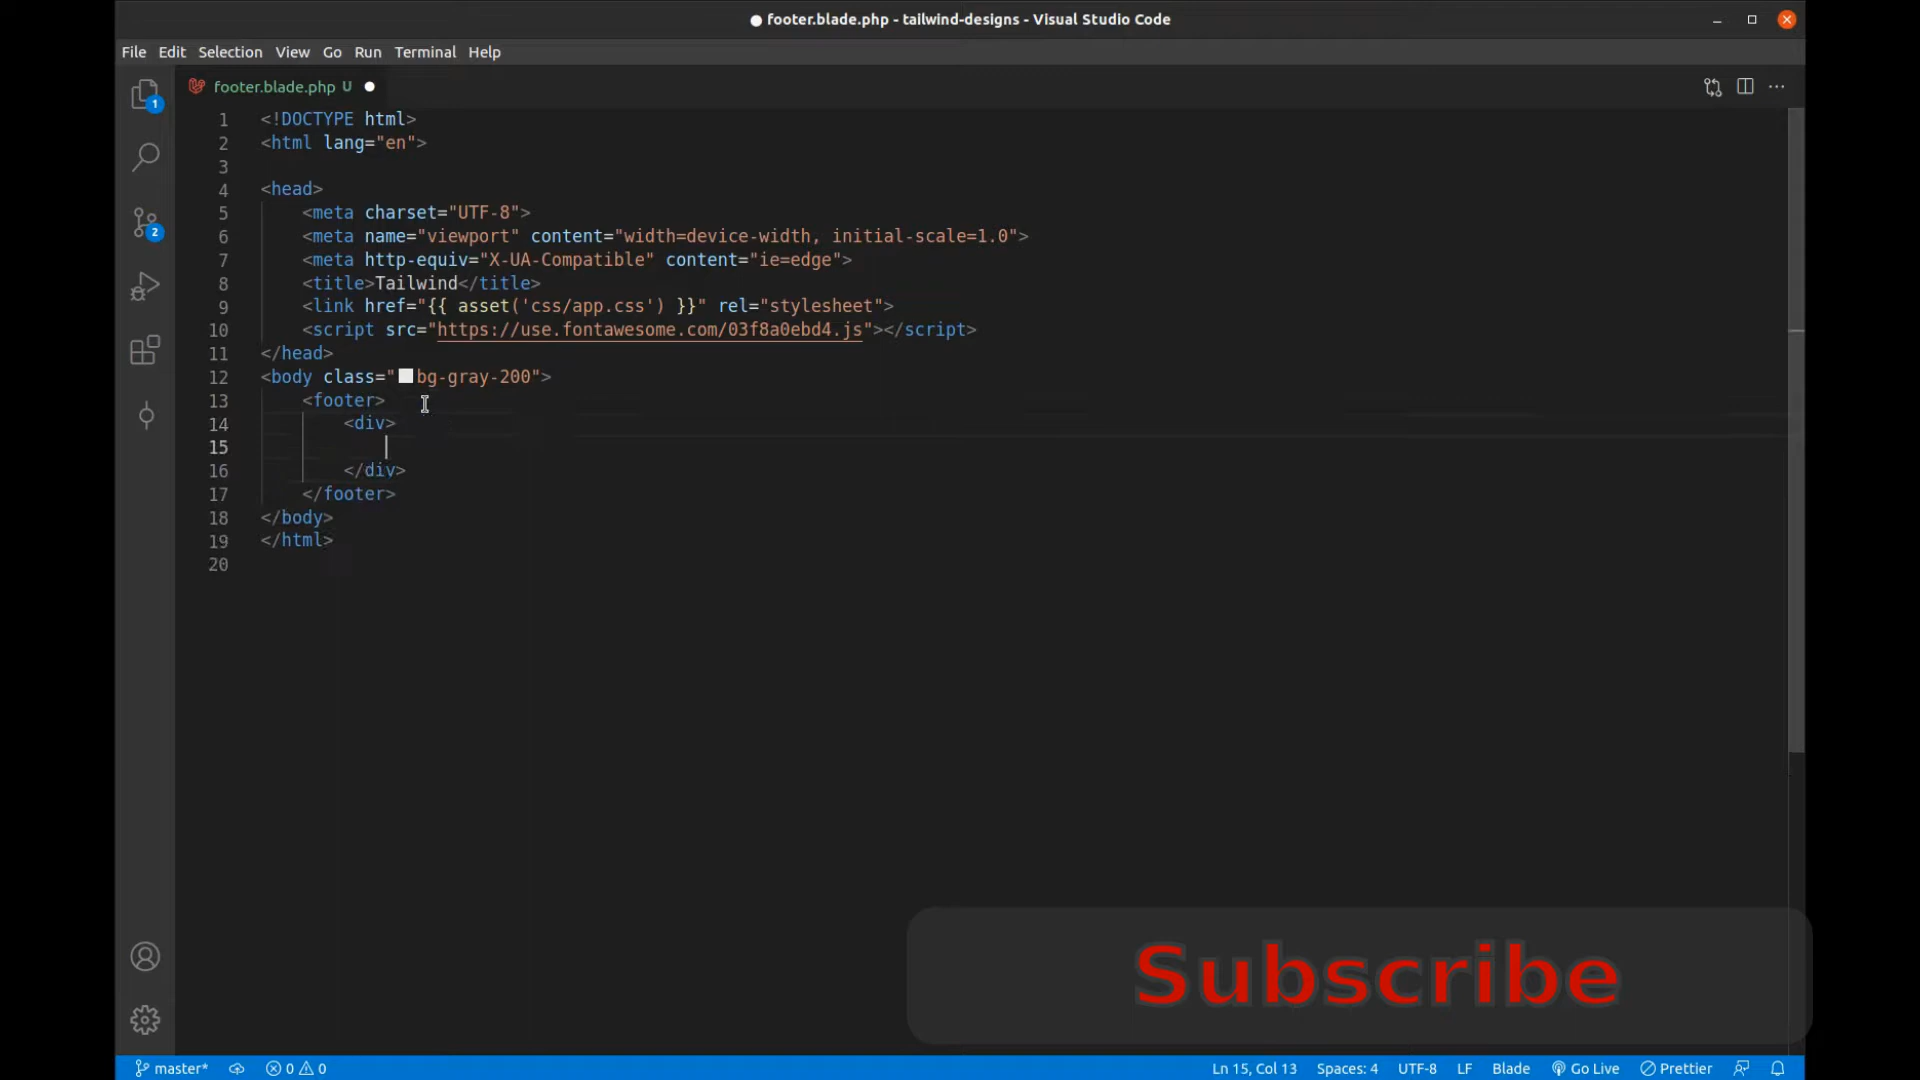 ● footer.blade.php - tailwind-designs - Visual Studio Code
File Edit Selection View Go Run Terminal Help
footer.blade.php U ●
1 <!DOCTYPE html>
2 <html lang="en">
3
4 <head>
5 <meta charset="UTF-8">
6 <meta name="viewport" content="width=device-width, initial-scale=1.0">
7 <meta http-equiv="X-UA-Compatible" content="ie=edge">
8 <title>Tailwind</title>
9 <link href="{{ asset('css/app.css') }}" rel="stylesheet">
10 <script src="https://use.fontawesome.com/03f8a0ebd4.js"></script>
11 </head>
12 <body class="bg-gray-200">
13 <footer>
14 <div>
15
16 </div>
17 </footer>
18 </body>
19 </html>
20
1
2
Subscribe
master* 0 0 Ln 15, Col 13 Spaces: 4 UTF-8 LF Blade Go Live Prettier